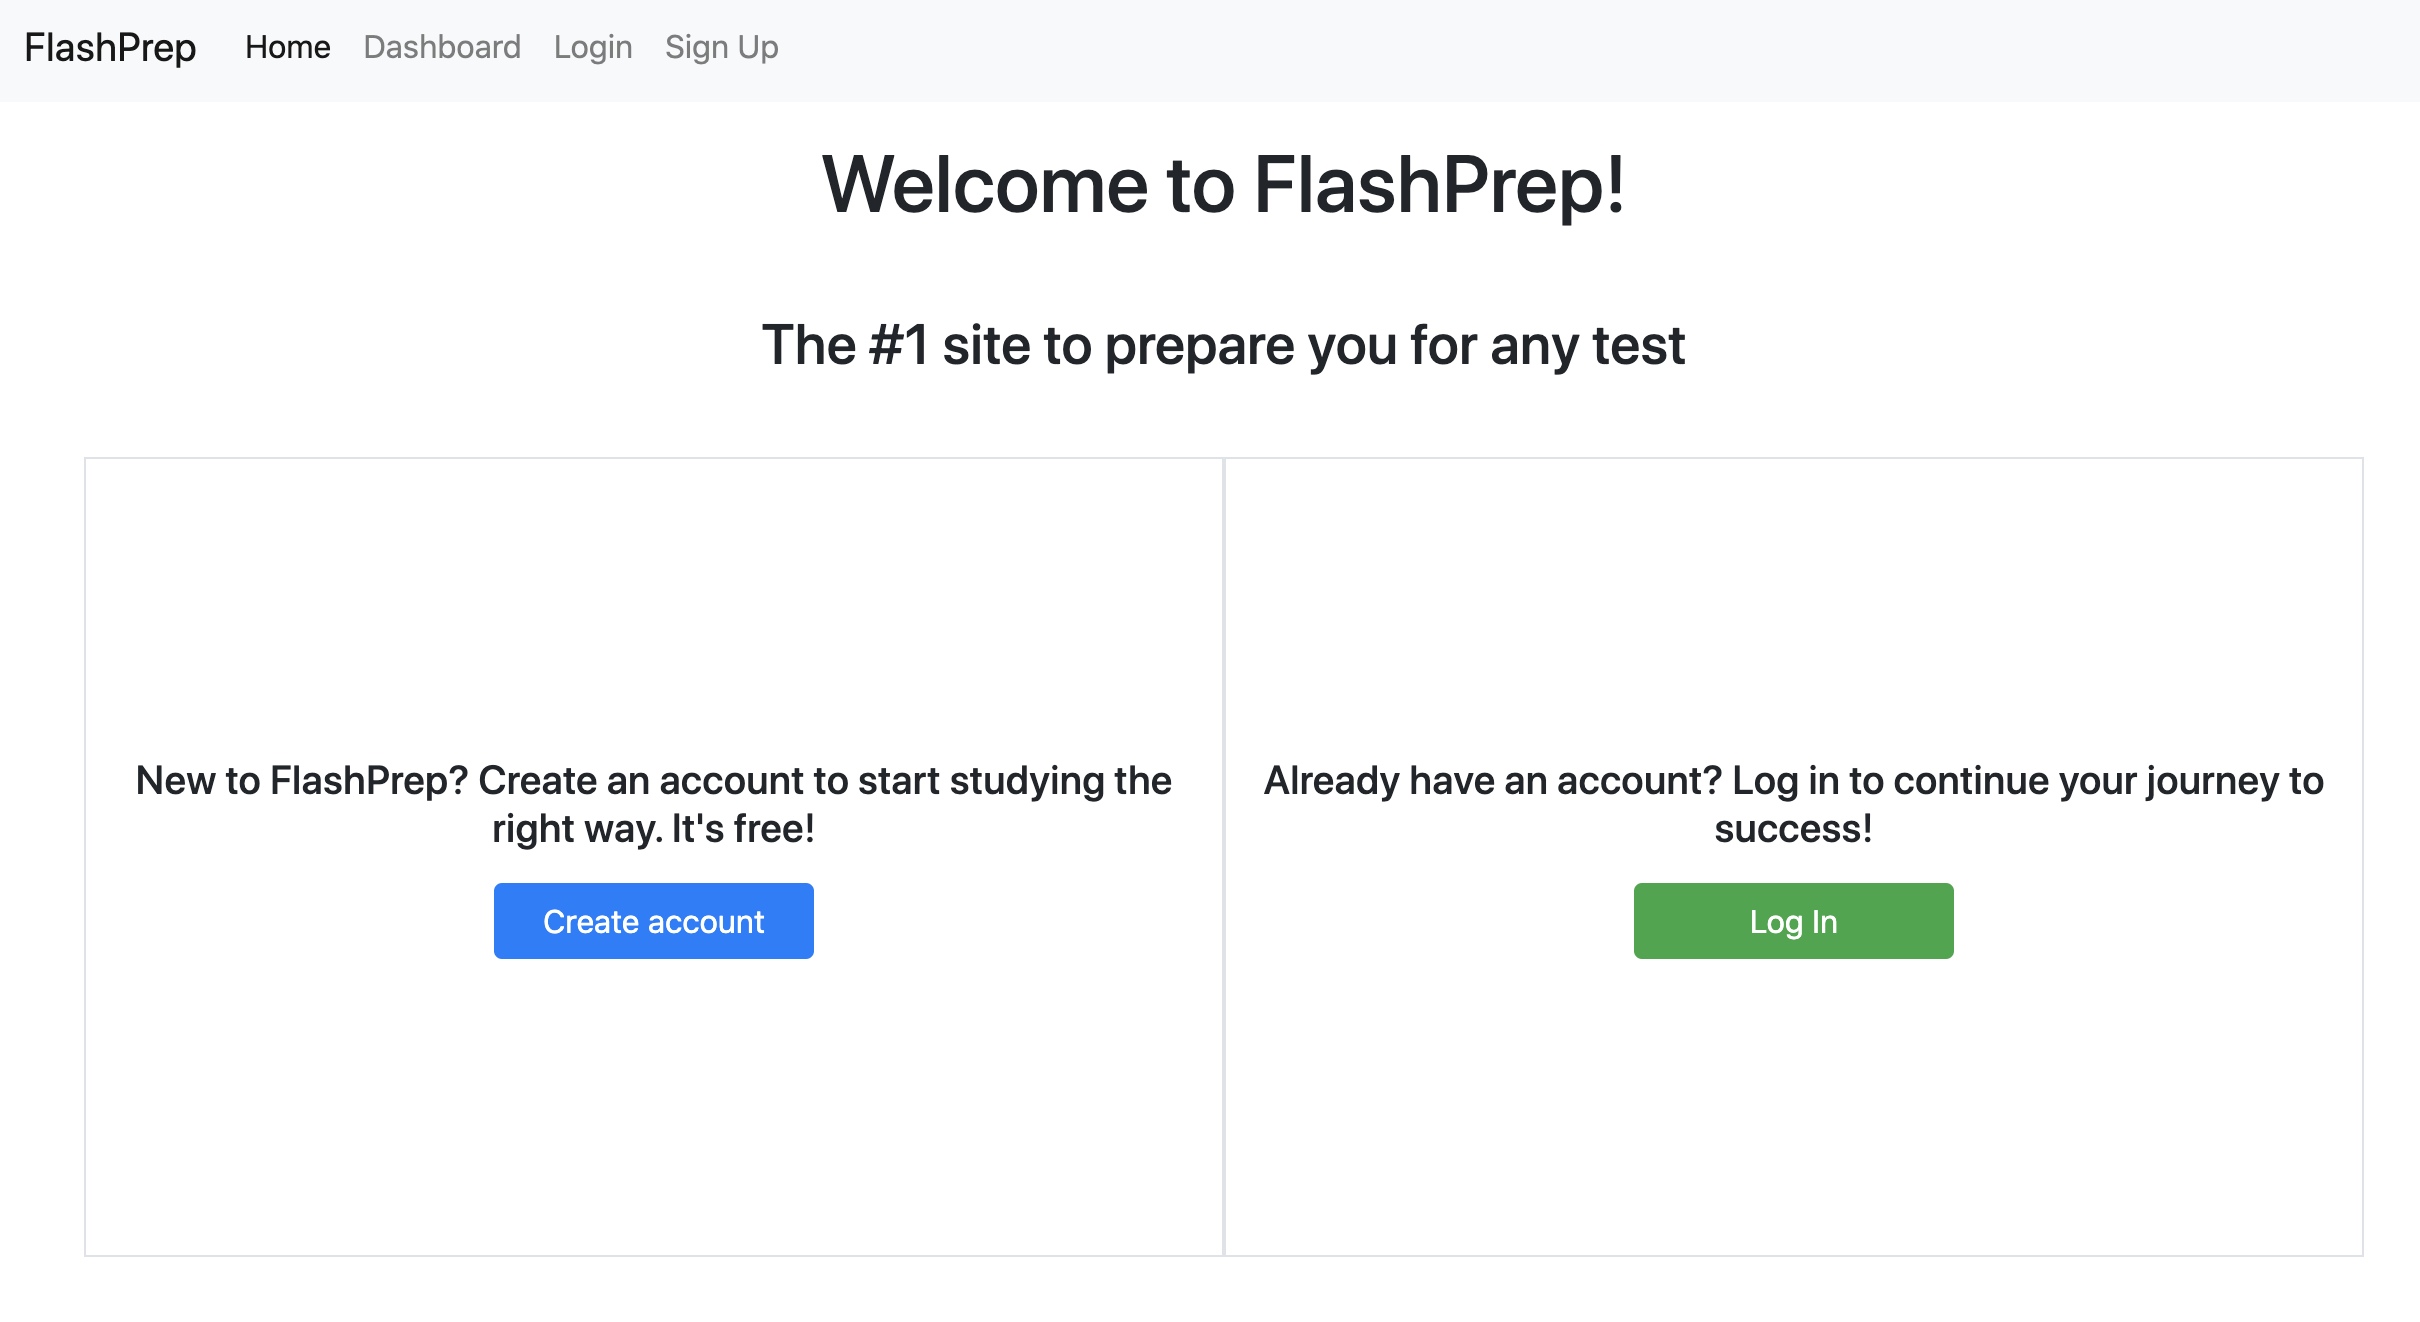 FlashPrep Home Dashboard Login Sign Up
Welcome to FlashPrep!
The #1 site to prepare you for any test
New to FlashPrep? Create an account to start studying the
right way. It's free!
Create account
Already have an account? Log in to continue your journey to
success!
Log In